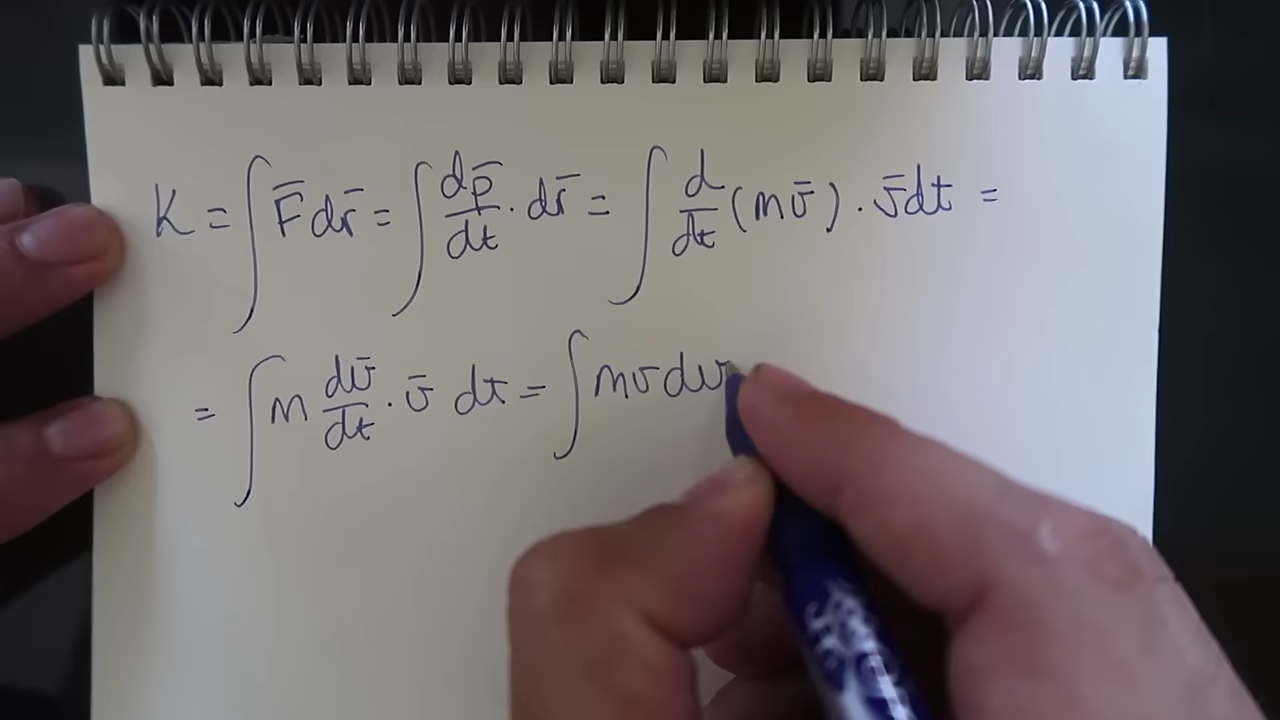 K = ∫ F̄ dr̄ = ∫ dp̄/dt · dr̄ = ∫ d/dt (mv̄) · v̄dt =
= ∫ m dv̄/dt · v̄ dt = ∫ mv dv